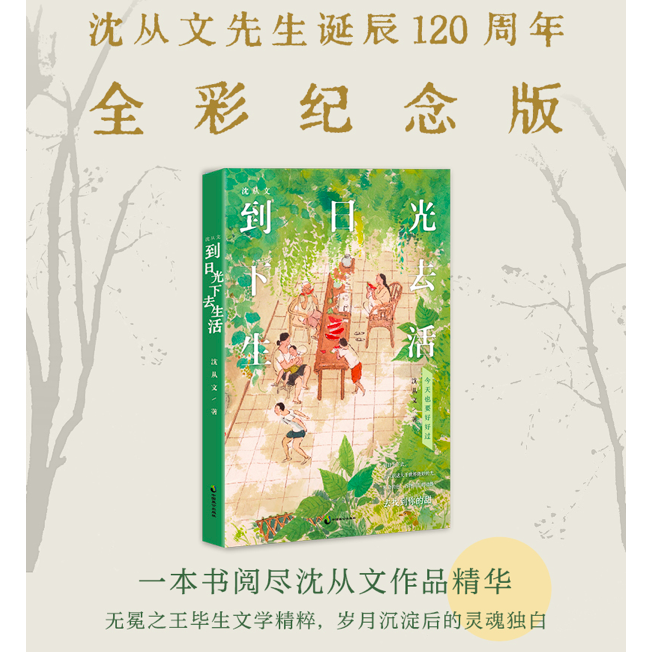 沈从文先生诞辰120周年
全彩纪念版
沈从文
到日光
下去
生活
今天也要好好过
沈从文
沈从文
到日光下去生活
沈从文/著
一本书阅尽沈从文作品精华
无冕之王毕生文学精粹，岁月沉淀后的灵魂独白